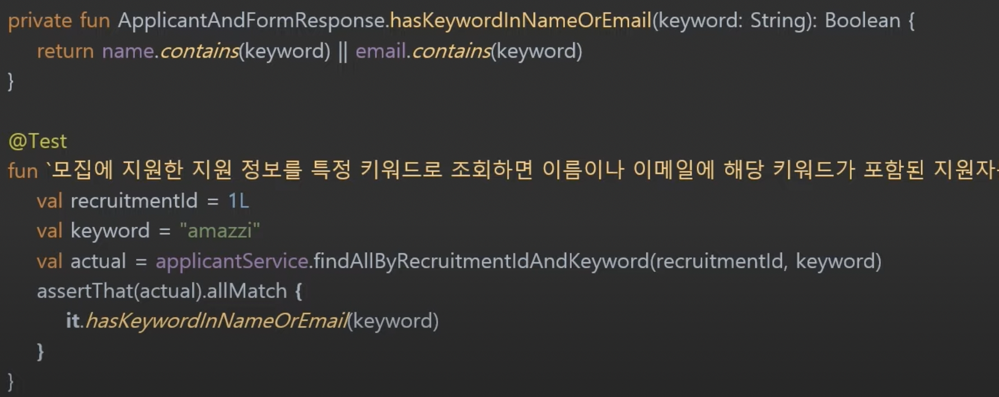 private fun ApplicantAndFormResponse.hasKeywordInNameOrEmail(keyword: String): Boolean {
return name.contains(keyword) || email.contains(keyword)
}
@Test
fun `모집에 지원한 지원 정보를 특정 키워드로 조회하면 이름이나 이메일에 해당 키워드가 포함된 지원자
val recruitmentId = 1L
val keyword = "amazzi"
val actual = applicantService.findAllByRecruitmentIdAndKeyword(recruitmentId, keyword)
assertThat(actual).allMatch {
it.hasKeywordInNameOrEmail(keyword)
}
}